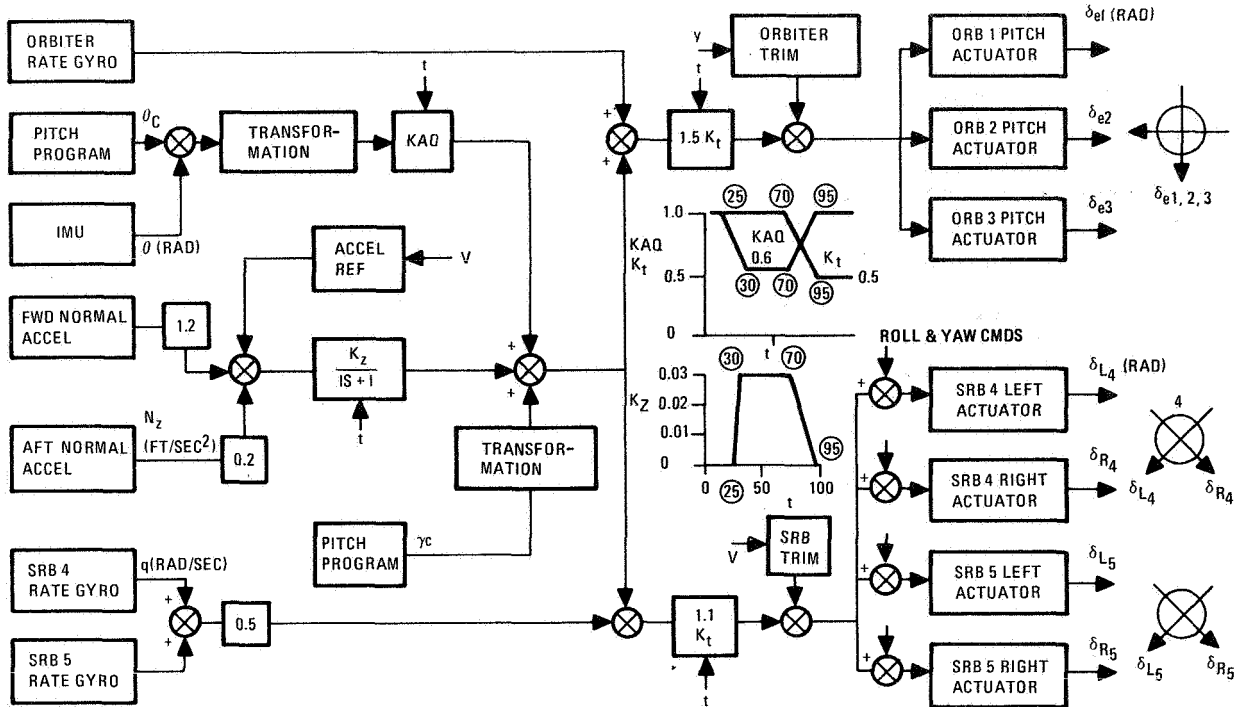 ORBITER
RATE GYRO
PITCH
PROGRAM
θC
IMU
θ (RAD)
TRANSFOR-
MATION
t
KAQ
ACCEL
REF
V
FWD NORMAL
ACCEL
1.2
Kz
IS + I
t
AFT NORMAL
ACCEL
Nz
(FT/SEC²)
0.2
TRANSFOR-
MATION
PITCH
PROGRAM
γc
SRB 4
RATE GYRO
q(RAD/SEC)
SRB 5
RATE GYRO
+
+
0.5
+
+
+
+
γ
t
ORBITER
TRIM
1.5 Kt
ORB 1 PITCH
ACTUATOR
δe1 (RAD)
ORB 2 PITCH
ACTUATOR
δe2
ORB 3 PITCH
ACTUATOR
δe3
δe1, 2, 3
25
70
95
1.0
KAQ
Kt
KAQ
0.6
Kt
0.5
0.5
30
70
95
0
t
30
70
0.03
0.02
KZ
0.01
0
95
0
50
100
25
t
V
SRB
TRIM
1.1
Kt
t
ROLL & YAW CMDS
+
SRB 4 LEFT
ACTUATOR
δL4 (RAD)
4
+
SRB 4 RIGHT
ACTUATOR
δR4
δL4
δR4
+
SRB 5 LEFT
ACTUATOR
δL5
+
SRB 5 RIGHT
ACTUATOR
δR5
δL5
δR5